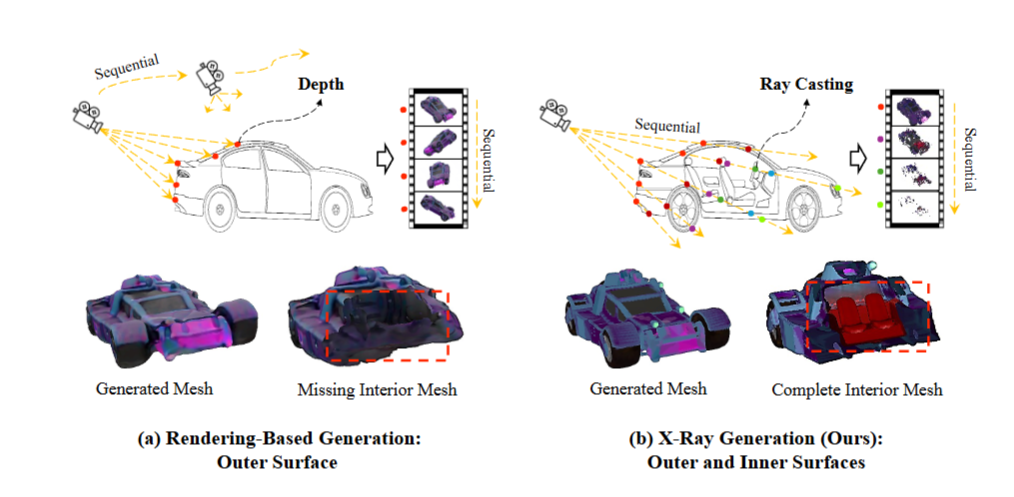 Sequential
Depth
Sequential
Generated Mesh
Missing Interior Mesh
(a) Rendering-Based Generation:
Outer Surface
Ray Casting
Sequential
Sequential
Generated Mesh
Complete Interior Mesh
(b) X-Ray Generation (Ours):
Outer and Inner Surfaces